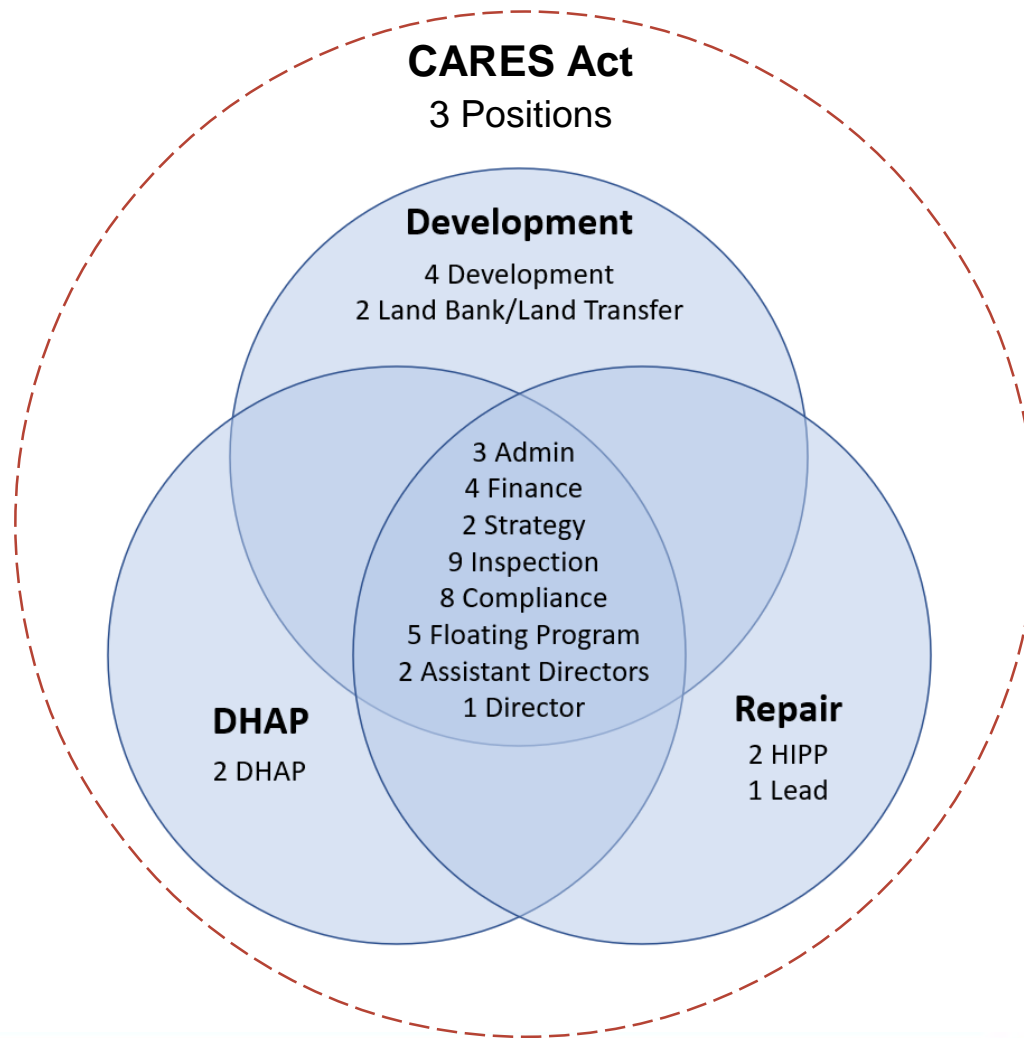 CARES Act
3 Positions
Development
4 Development
2 Land Bank/Land Transfer
3 Admin
4 Finance
2 Strategy
9 Inspection
8 Compliance
5 Floating Program
2 Assistant Directors
1 Director
DHAP
2 DHAP
Repair
2 HIPP
1 Lead